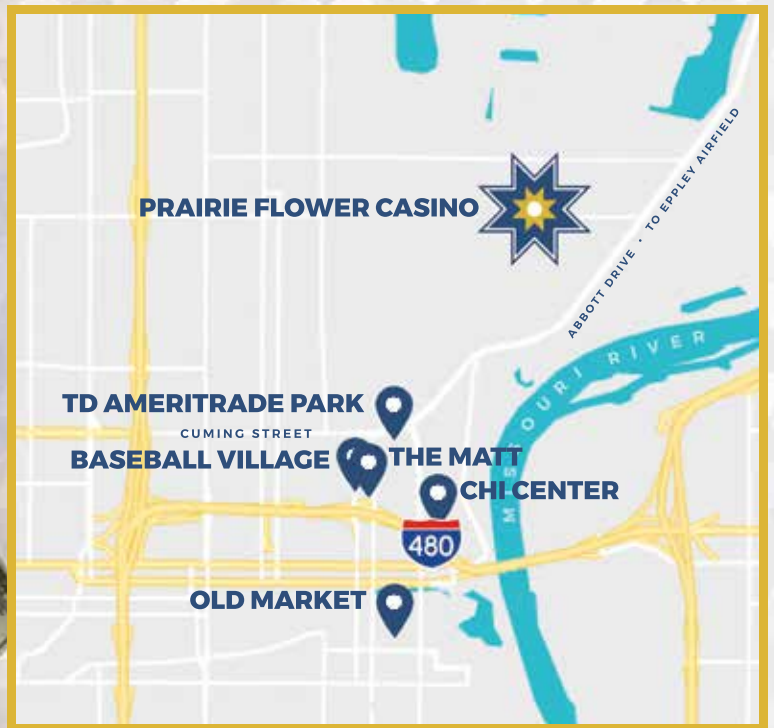 ABBOTT DRIVE • TO EPPLEY AIRFIELD
PRAIRIE FLOWER CASINO
MISSOURI RIVER
TD AMERITRADE PARK
CUMING STREET
BASEBALL VILLAGE
THE MATT
CHI CENTER
480
OLD MARKET